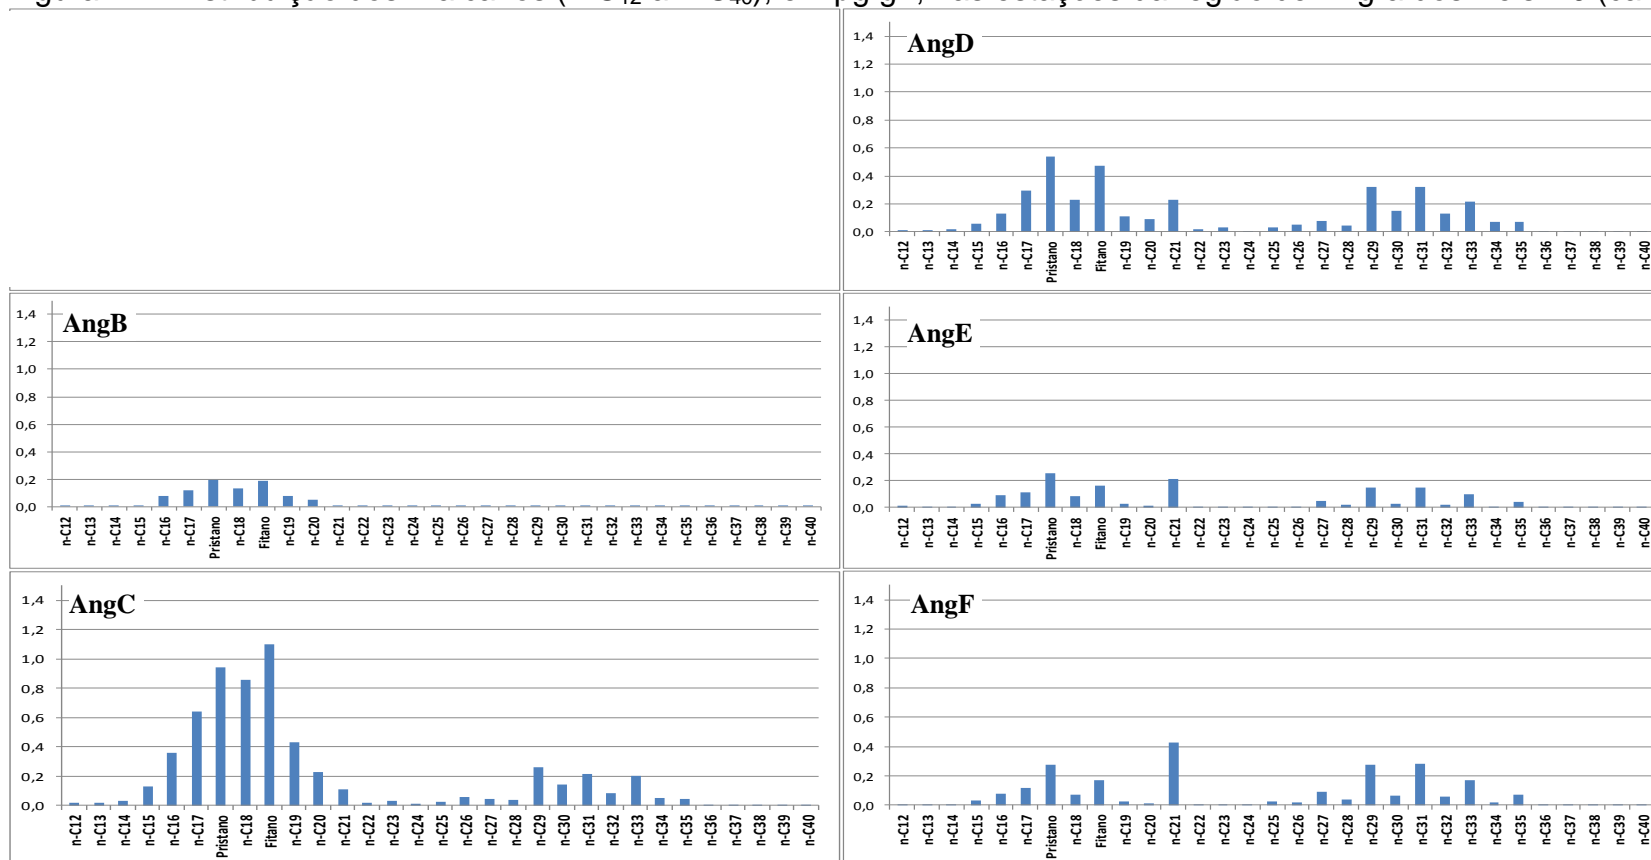 dos (n-C₁₂ a n-C₄₀), nas estações da região de Angra dos
AngD
1,4
1,2
1,0
0,8
0,6
0,4
0,2
0,0
n-C12
n-C13
n-C14
n-C15
n-C16
n-C17
Pristano
n-C18
Fitano
n-C19
n-C20
n-C21
n-C22
n-C23
n-C24
n-C25
n-C26
n-C27
n-C28
n-C29
n-C30
n-C31
n-C32
n-C33
n-C34
n-C35
n-C36
n-C37
n-C38
n-C39
n-C40
AngB
1,4
1,2
1,0
0,8
0,6
0,4
0,2
0,0
n-C12
n-C13
n-C14
n-C15
n-C16
n-C17
Pristano
n-C18
Fitano
n-C19
n-C20
n-C21
n-C22
n-C23
n-C24
n-C25
n-C26
n-C27
n-C28
n-C29
n-C30
n-C31
n-C32
n-C33
n-C34
n-C35
n-C36
n-C37
n-C38
n-C39
n-C40
AngE
1,4
1,2
1,0
0,8
0,6
0,4
0,2
0,0
n-C12
n-C13
n-C14
n-C15
n-C16
n-C17
Pristano
n-C18
Fitano
n-C19
n-C20
n-C21
n-C22
n-C23
n-C24
n-C25
n-C26
n-C27
n-C28
n-C29
n-C30
n-C31
n-C32
n-C33
n-C34
n-C35
n-C36
n-C37
n-C38
n-C39
n-C40
AngC
1,4
1,2
1,0
0,8
0,6
0,4
0,2
0,0
n-C12
n-C13
n-C14
n-C15
n-C16
n-C17
Pristano
n-C18
Fitano
n-C19
n-C20
n-C21
n-C22
n-C23
n-C24
n-C25
n-C26
n-C27
n-C28
n-C29
n-C30
n-C31
n-C32
n-C33
n-C34
n-C35
n-C36
n-C37
n-C38
n-C39
n-C40
AngF
1,4
1,2
1,0
0,8
0,6
0,4
0,2
0,0
n-C12
n-C13
n-C14
n-C15
n-C16
n-C17
Pristano
n-C18
Fitano
n-C19
n-C20
n-C21
n-C22
n-C23
n-C24
n-C25
n-C26
n-C27
n-C28
n-C29
n-C30
n-C31
n-C32
n-C33
n-C34
n-C35
n-C36
n-C37
n-C38
n-C39
n-C40